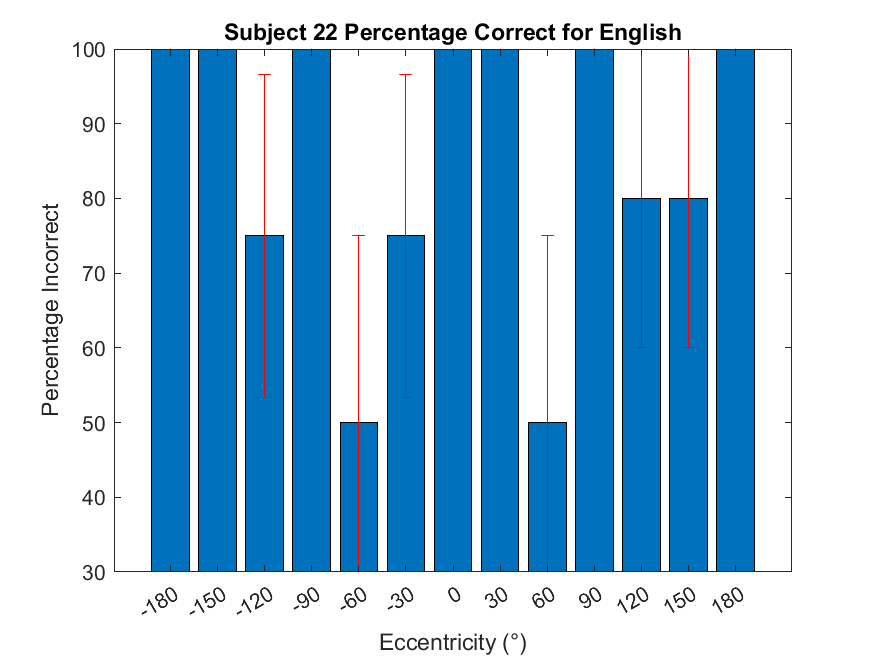 Subject 22 Percentage Correct for English
100
90
80
70
60
50
40
30
Percentage Incorrect
-180 -150 -120 -90 -60 -30 0 30 60 90 120 150 180
Eccentricity (°)